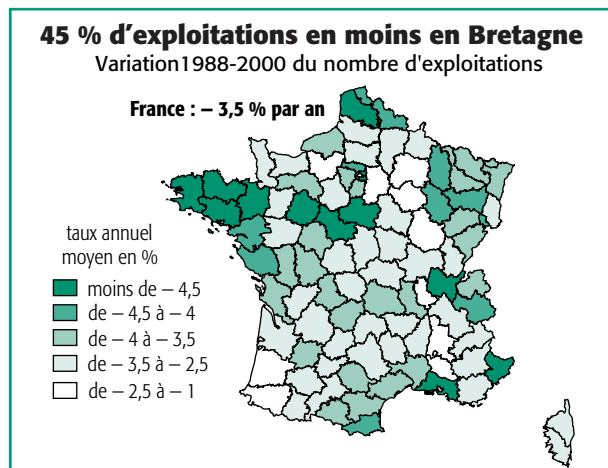 45 % d'exploitations en moins en Bretagne
Variation1988-2000 du nombre d'exploitations
France : – 3,5 % par an
taux annuel
moyen en %
moins de – 4,5
de – 4,5 à – 4
de – 4 à – 3,5
de – 3,5 à – 2,5
de – 2,5 à – 1